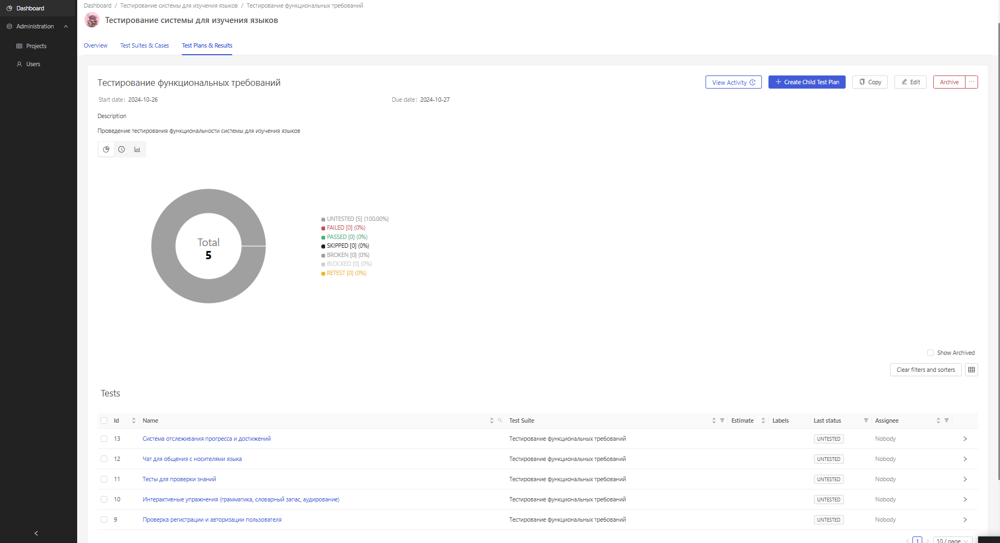 Dashboard
Administration
Projects
Users
Dashboard / Тестирование системы для изучения языков / Тестирование функциональных требований
Тестирование системы для изучения языков
Overview Test Suites & Cases Test Plans & Results
Тестирование функциональных требований
View Activity Create Child Test Plan Copy Edit Archive ...
Start date: 2024-10-26 Due date: 2024-10-27
Description
Проведение тестирования функциональности системы для изучения языков
Total
5
UNTESTED [5] (100.00%)
FAILED [0] (0%)
PASSED [0] (0%)
SKIPPED [0] (0%)
BROKEN [0] (0%)
BLOCKED [0] (0%)
RETEST [0] (0%)
Show Archived
Clear filters and sorters
Tests
Id Name Test Suite Estimate Labels Last status Assignee
13 Система отслеживания прогресса и достижений Тестирование функциональных требований UNTESTED Nobody
12 Чат для общения с носителями языка Тестирование функциональных требований UNTESTED Nobody
11 Тесты для проверки знаний Тестирование функциональных требований UNTESTED Nobody
10 Интерактивные упражнения (грамматика, словарный запас, аудирование) Тестирование функциональных требований UNTESTED Nobody
9 Проверка регистрации и авторизации пользователя Тестирование функциональных требований UNTESTED Nobody
1 10 / page